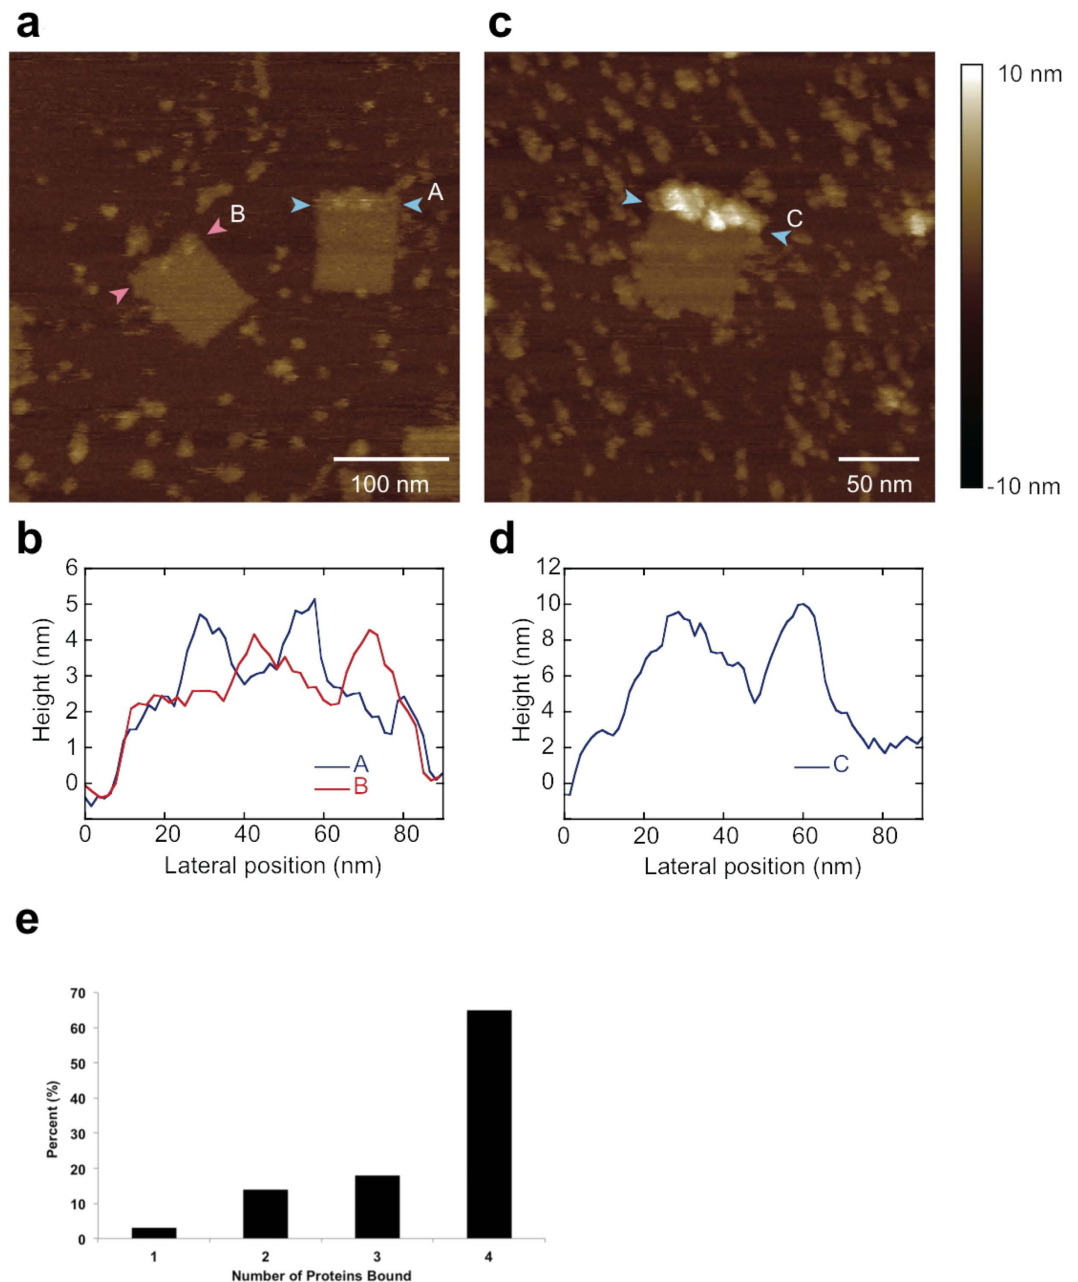 a
c
B
A
C
10 nm
-10 nm
100 nm
50 nm
b
6
5
4
3
2
1
0
Height (nm)
A
B
0
20
40
60
80
Lateral position (nm)
d
12
10
8
6
4
2
0
Height (nm)
C
0
20
40
60
80
Lateral position (nm)
e
70
60
50
40
30
20
10
0
Percent (%)
1
2
3
4
Number of Proteins Bound